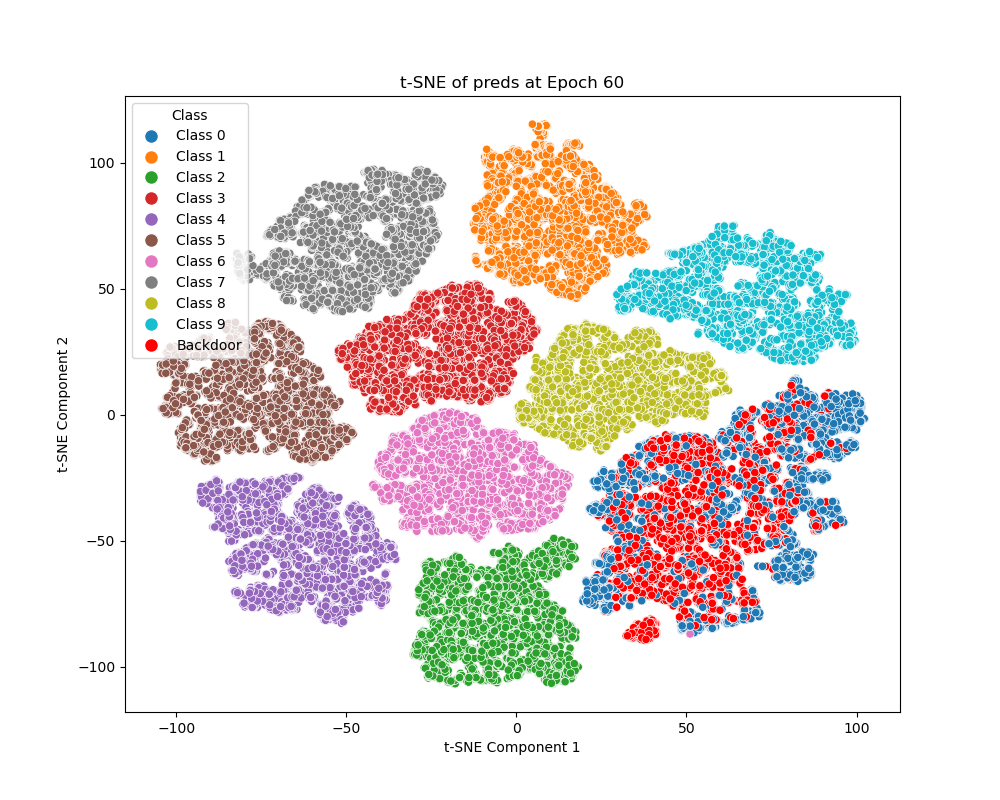 t-SNE of preds at Epoch 60
Class
Class 0
Class 1
Class 2
Class 3
Class 4
Class 5
Class 6
Class 7
Class 8
Class 9
Backdoor
100
50
0
−50
−100
t-SNE Component 2
−100 −50 0 50 100
t-SNE Component 1